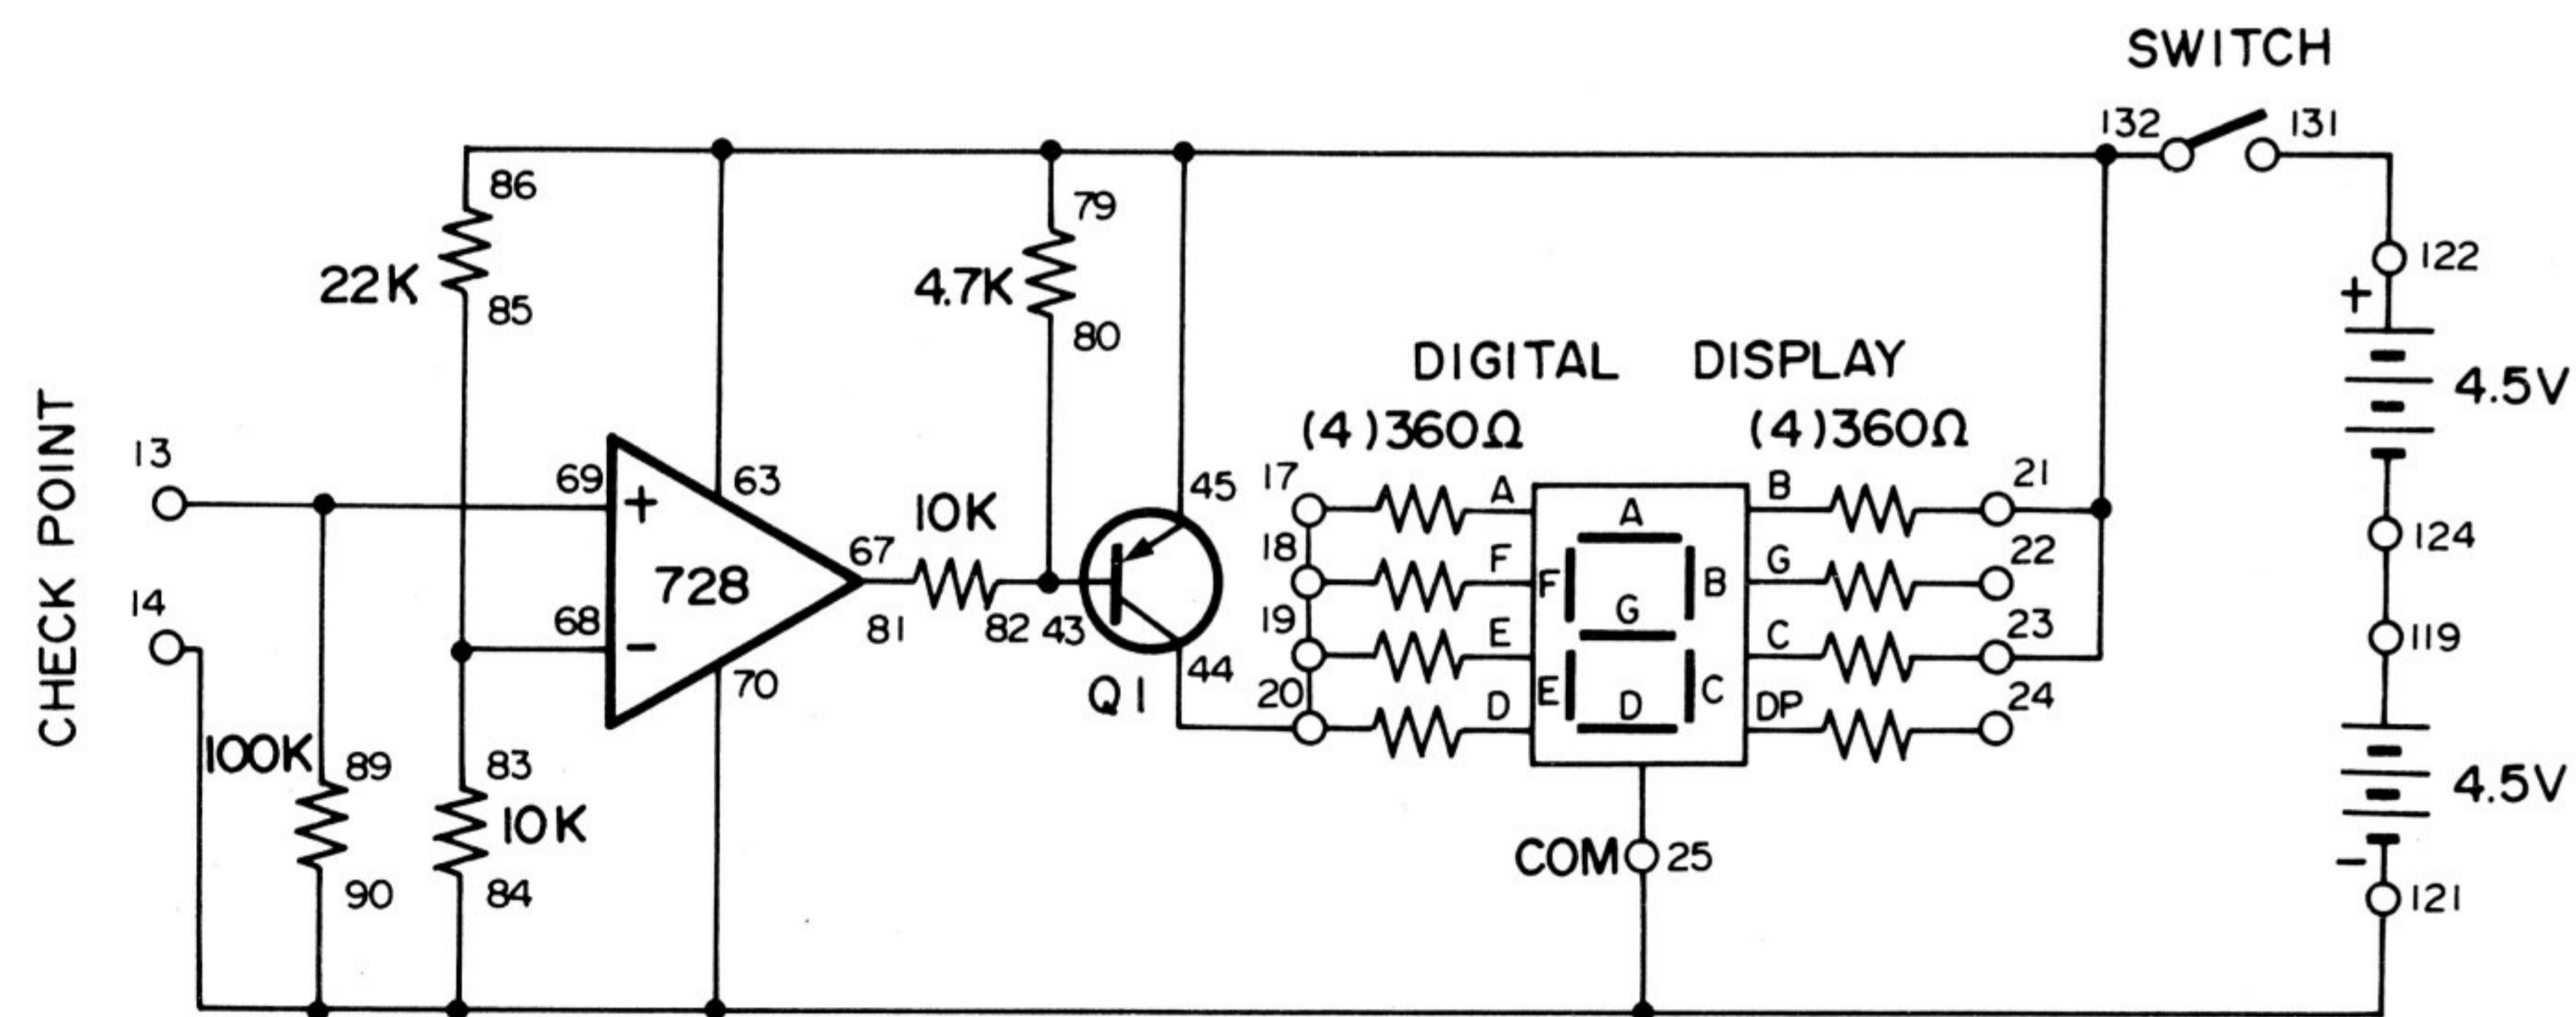 SWITCH
132 131
86
79
22K
4.7K
122
+
85
80
DIGITAL DISPLAY
4.5V
CHECK POINT
(4)360Ω (4)360Ω
13
69
+
63
10K
45
17
A
A
B
21
124
67
18
F
F
B
G
22
728
14
68
−
81
82
43
19
E
G
C
23
119
70
Q1
44
20
D
E
D
C
DP
24
100K
89
83
4.5V
10K
COM
25
90
84
−
121